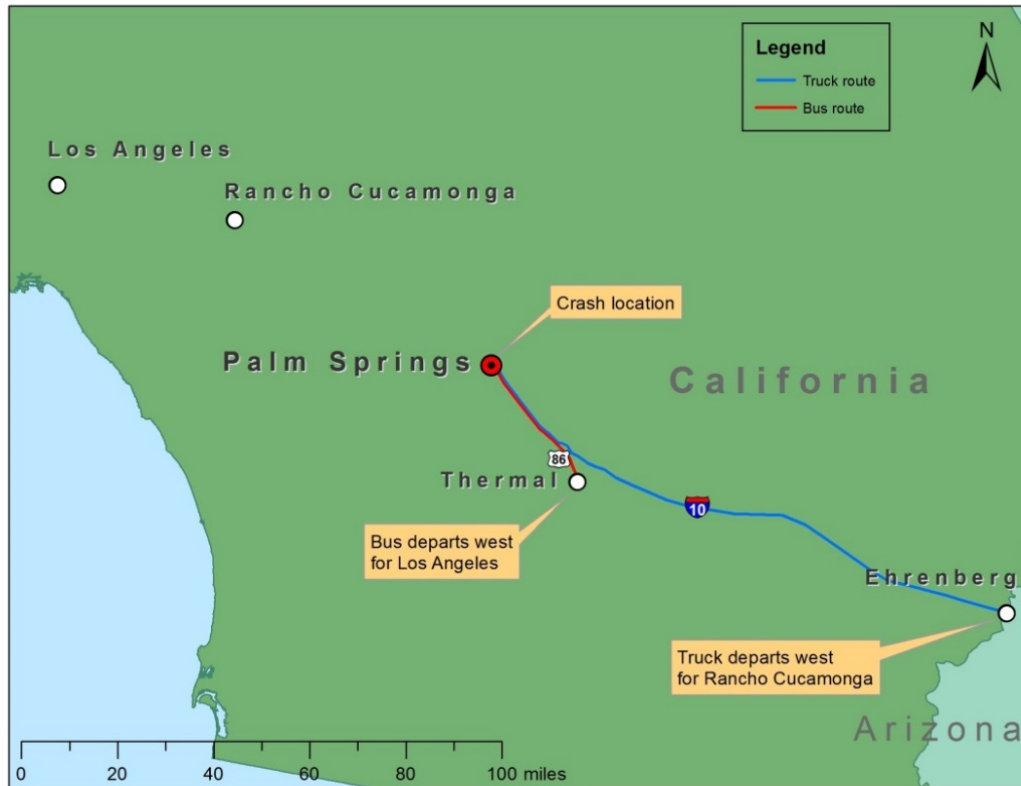 N
Legend
Truck route
Bus route
Los Angeles
Rancho Cucamonga
Crash location
Palm Springs
California
86
Thermal
10
Bus departs west
for Los Angeles
Ehrenberg
Truck departs west
for Rancho Cucamonga
Arizona
0 20 40 60 80 100 miles